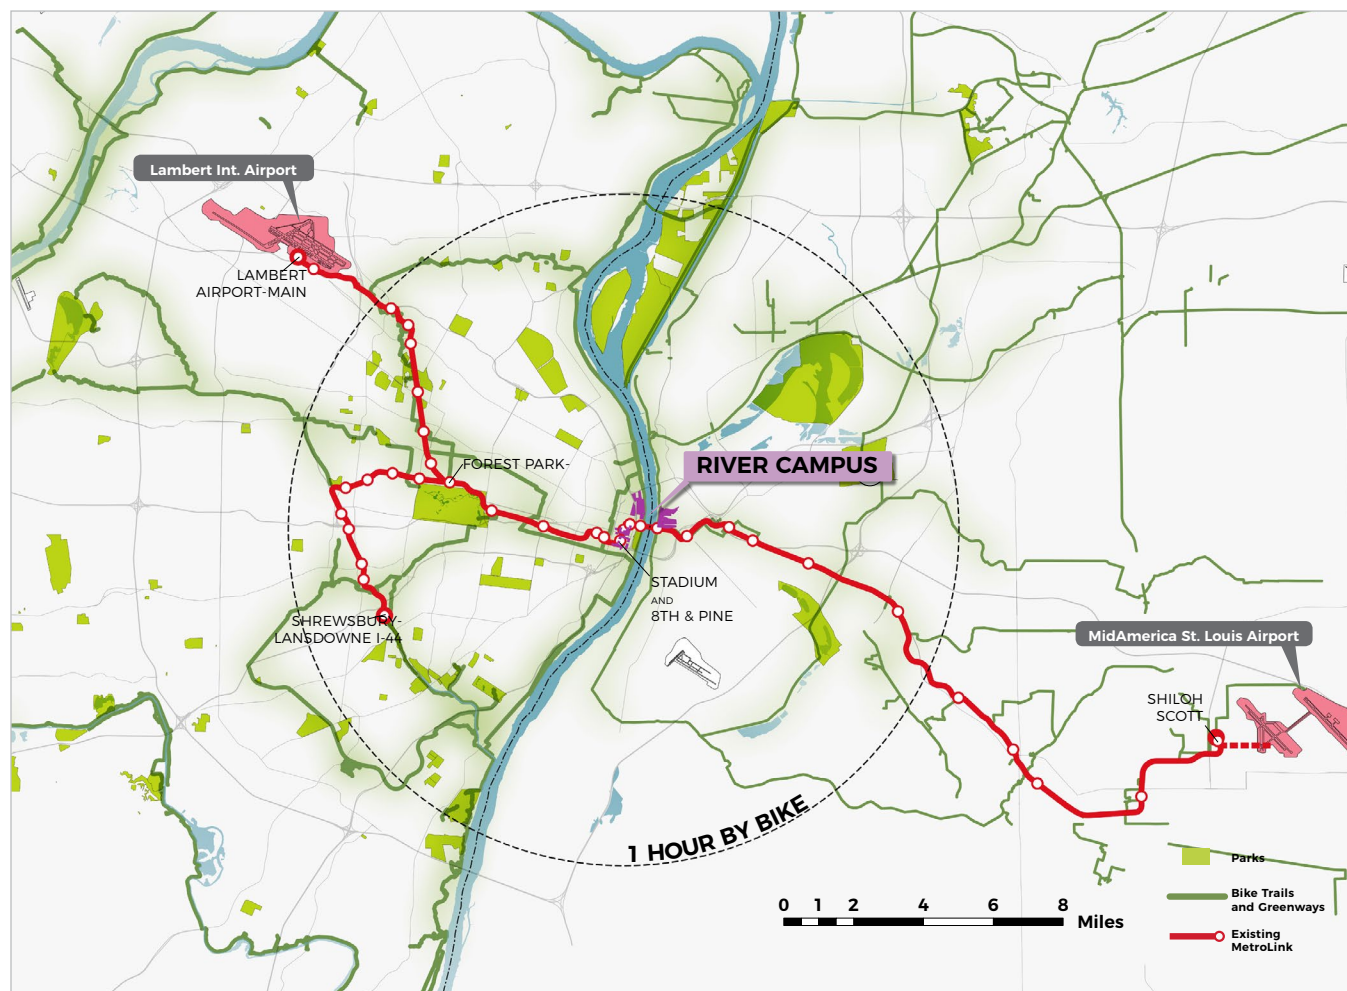 Lambert Int. Airport
LAMBERT
AIRPORT-MAIN
FOREST PARK-
RIVER CAMPUS
STADIUM
AND
8TH & PINE
SHREWSBURY-
LANSDOWNE I-44
MidAmerica St. Louis Airport
SHILOH
SCOTT
1 HOUR BY BIKE
0 1 2 4 6 8
Miles
Parks
Bike Trails
and Greenways
Existing
MetroLink